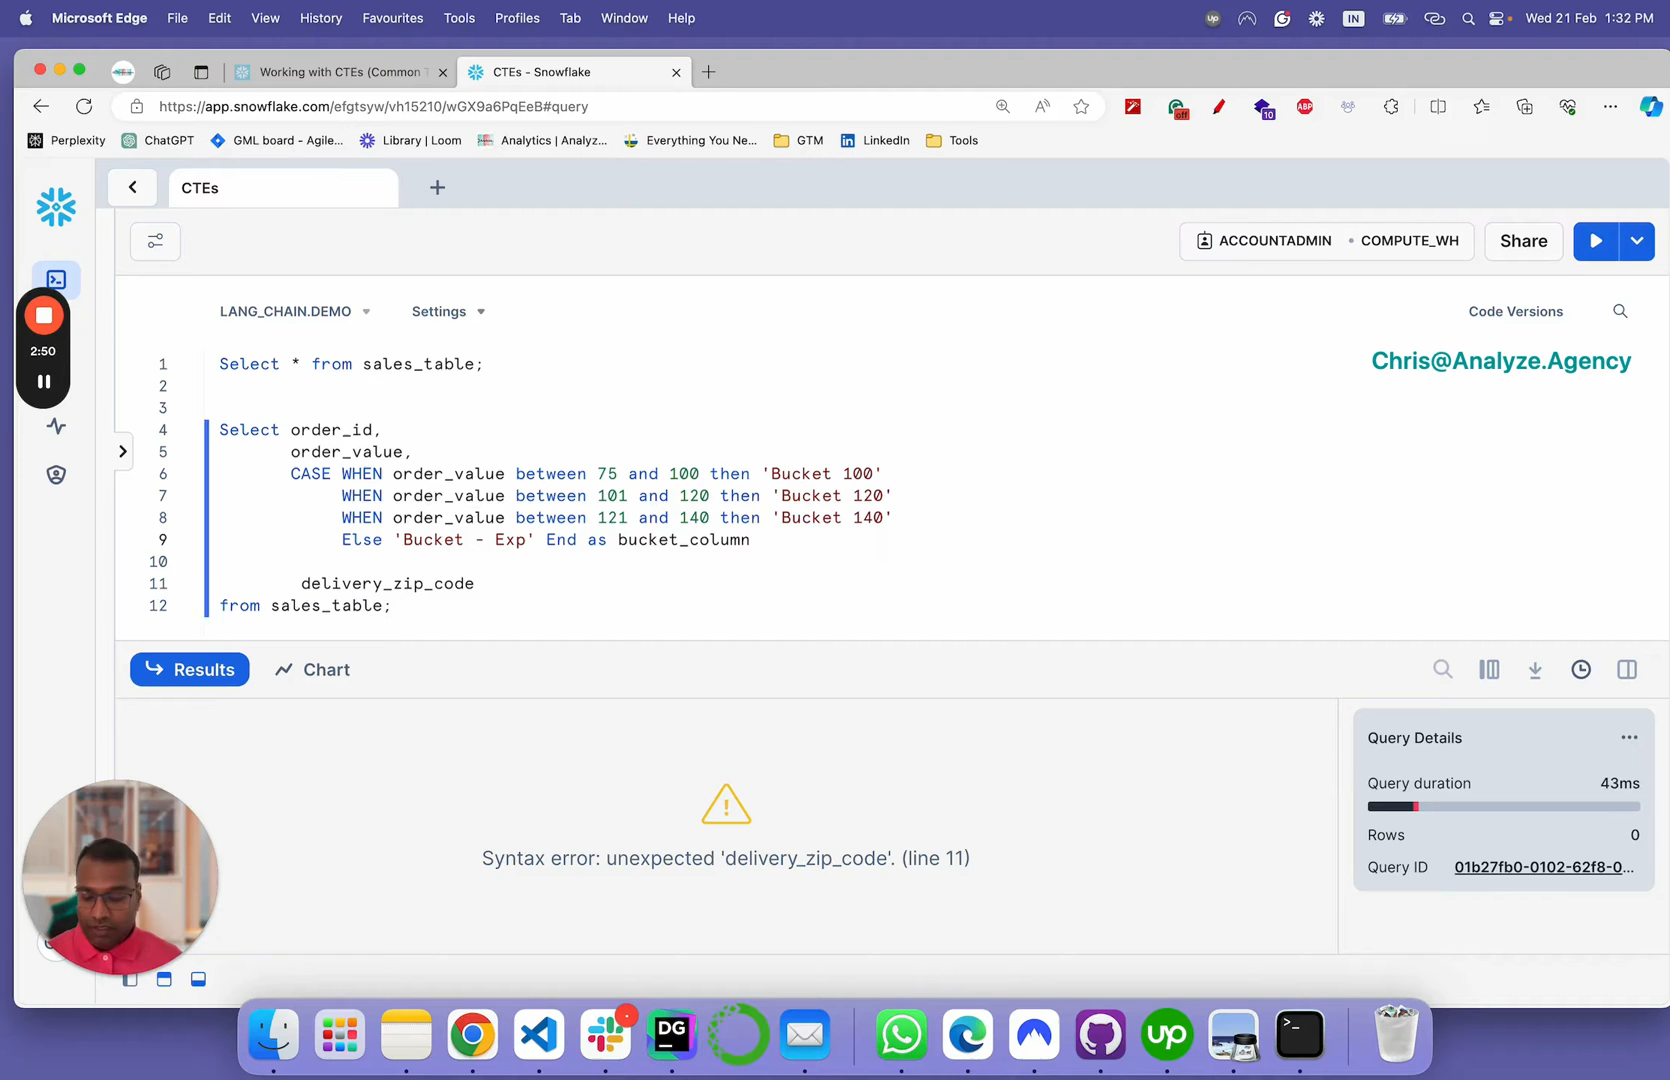 Microsoft Edge File Edit View History Favourites Tools Profiles Tab Window Help
up IN Wed 21 Feb 1:32 PM
Working with CTEs (Common T
CTEs - Snowflake
https://app.snowflake.com/efgtsyw/vh15210/wGX9a6PqEeB#query
off 10 ABP
Perplexity ChatGPT GML board - Agile... Library | Loom Analytics | Analyz... Everything You Ne... GTM LinkedIn Tools
CTEs
ACCOUNTADMIN • COMPUTE_WH Share
LANG_CHAIN.DEMO Settings Code Versions
2:50
Chris@Analyze.Agency
1 Select * from sales_table;
2
3
4 Select order_id,
5 order_value,
6 CASE WHEN order_value between 75 and 100 then 'Bucket 100'
7 WHEN order_value between 101 and 120 then 'Bucket 120'
8 WHEN order_value between 121 and 140 then 'Bucket 140'
9 Else 'Bucket - Exp' End as bucket_column
10
11 delivery_zip_code
12 from sales_table;
Results Chart
Syntax error: unexpected 'delivery_zip_code'. (line 11)
Query Details ...
Query duration 43ms
Rows 0
Query ID 01b27fb0-0102-62f8-0...
DG
up